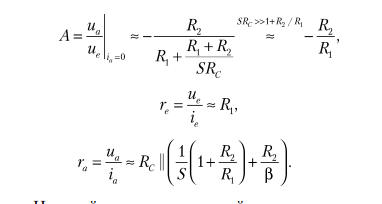 A = u_a / u_e |_{i_a=0} ≈ − R_2 / (R_1 + (R_1 + R_2) / (SR_C)) ≈^{SR_C >> 1+R_2/R_1} − R_2 / R_1,
r_e = u_e / i_e ≈ R_1,
r_a = u_a / i_a ≈ R_C ‖ ( 1/S ( 1 + R_2 / R_1 ) + R_2 / β ).